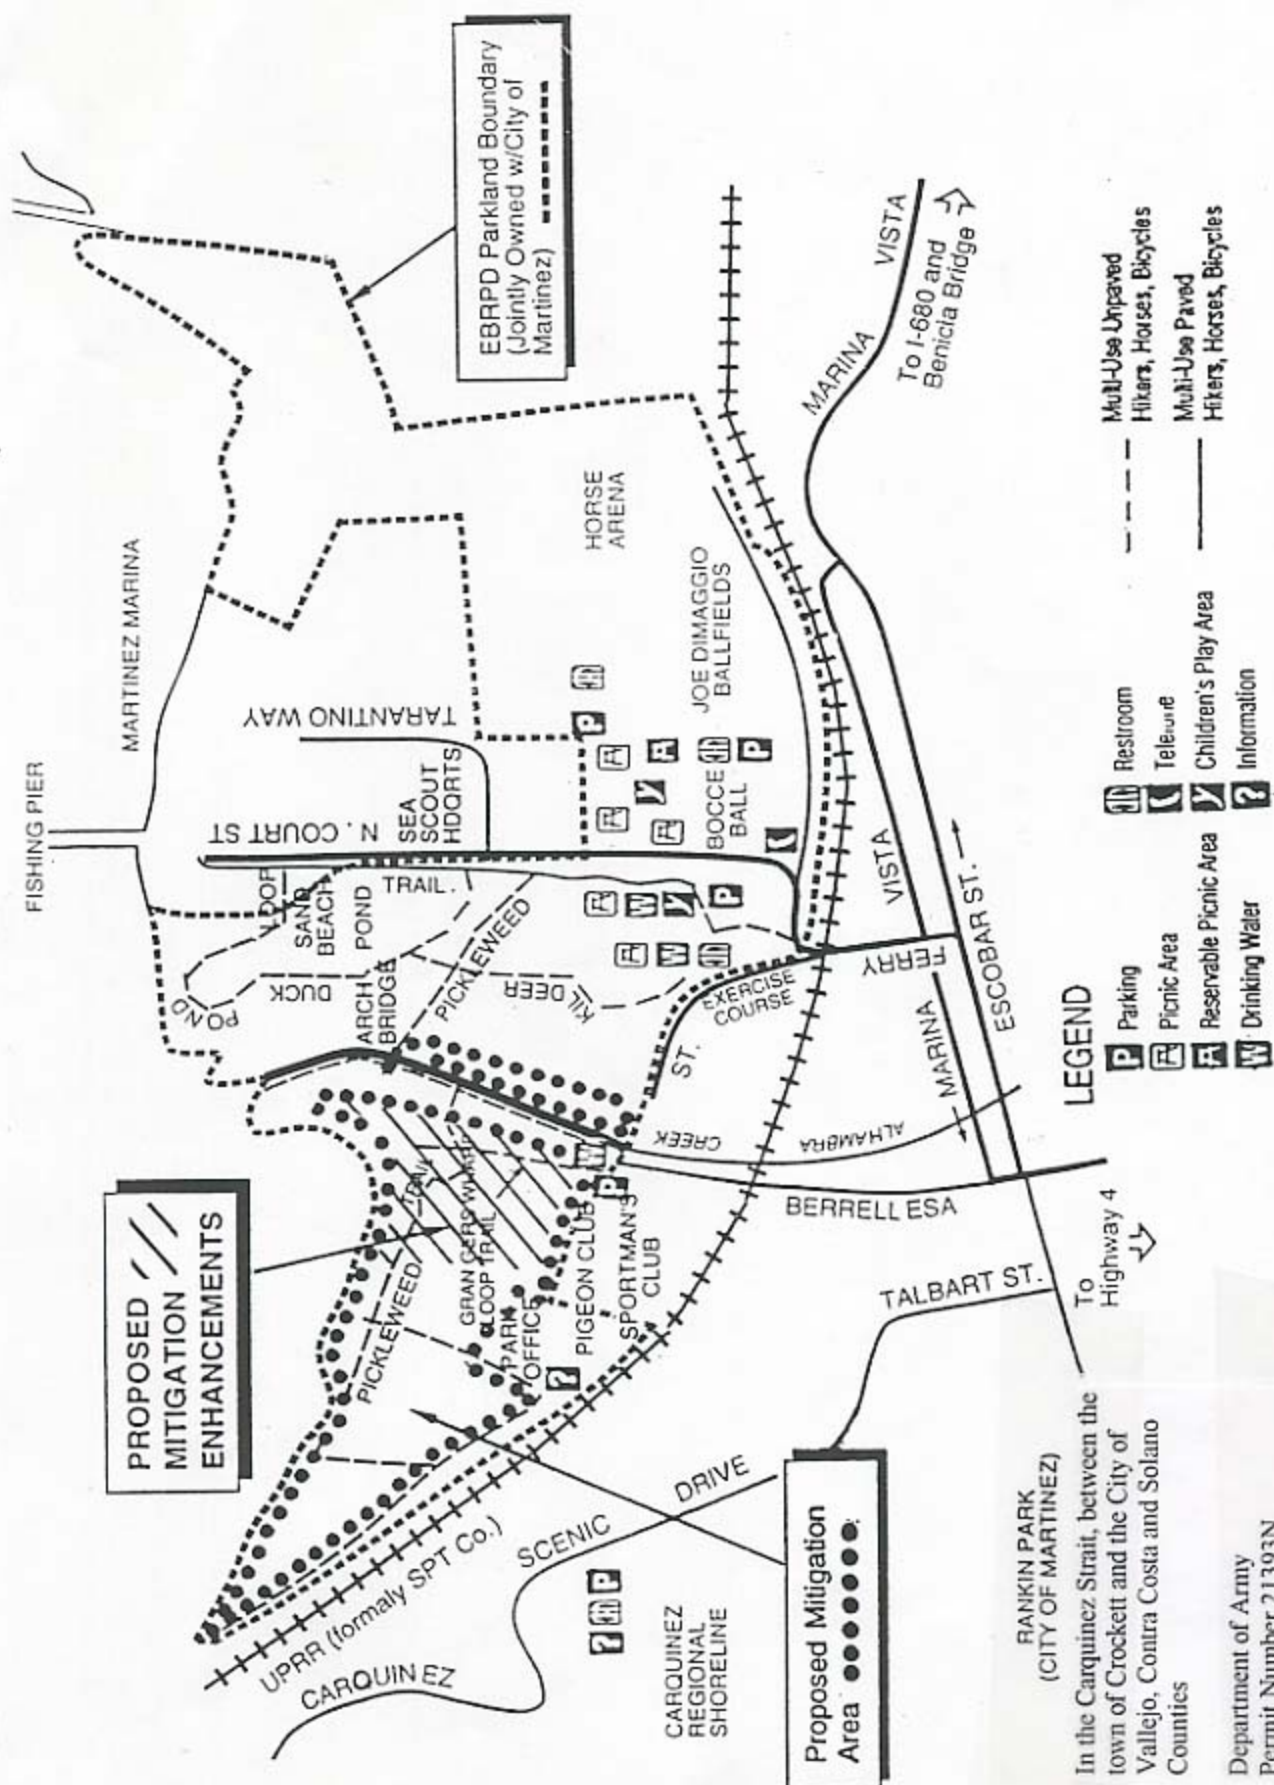 FISHING PIER
MARTINEZ MARINA
EBRPD Parkland Boundary
(Jointly Owned w/City of
Martinez)
PROPOSED
MITIGATION
ENHANCEMENTS
POND
LOOP
TRAIL
SAND
BEACH
DUCK
POND
ARCH
BRIDGE
PICKLEWEED
KIL DEER
N. COURT ST
TARANTINO WAY
SEA
SCOUT
HDQRTS
HORSE
ARENA
JOE DIMAGGIO
BALLFIELDS
BOCCE
BALL
PICKLEWEED
TRAIL
GRANGERS WHARF
LOOP TRAIL
PARK
OFFICE
PIGEON CLUB
SPORTMAN'S
CLUB
EXERCISE
COURSE
ST.
FERRY
CREEK
ALHAMBRA
BERRELLESA
MARINA
VISTA
MARINA
VISTA
ESCOBAR ST.
To I-680 and
Benicia Bridge
TALBART ST.
To
Highway 4
UPRR (formaly SPT Co.)
CARQUINEZ
SCENIC
DRIVE
CARQUINEZ
REGIONAL
SHORELINE
Proposed Mitigation
Area
RANKIN PARK
(CITY OF MARTINEZ)
In the Carquinez Strait, between the
town of Crockett and the City of
Vallejo, Contra Costa and Solano
Counties
Department of Army
Permit Number 21393N
LEGEND
P Parking
Picnic Area
Reservable Picnic Area
W Drinking Water
Restroom
Children's Play Area
? Information
Multi-Use Unpaved
Hikers, Horses, Bicycles
Multi-Use Paved
Hikers, Horses, Bicycles